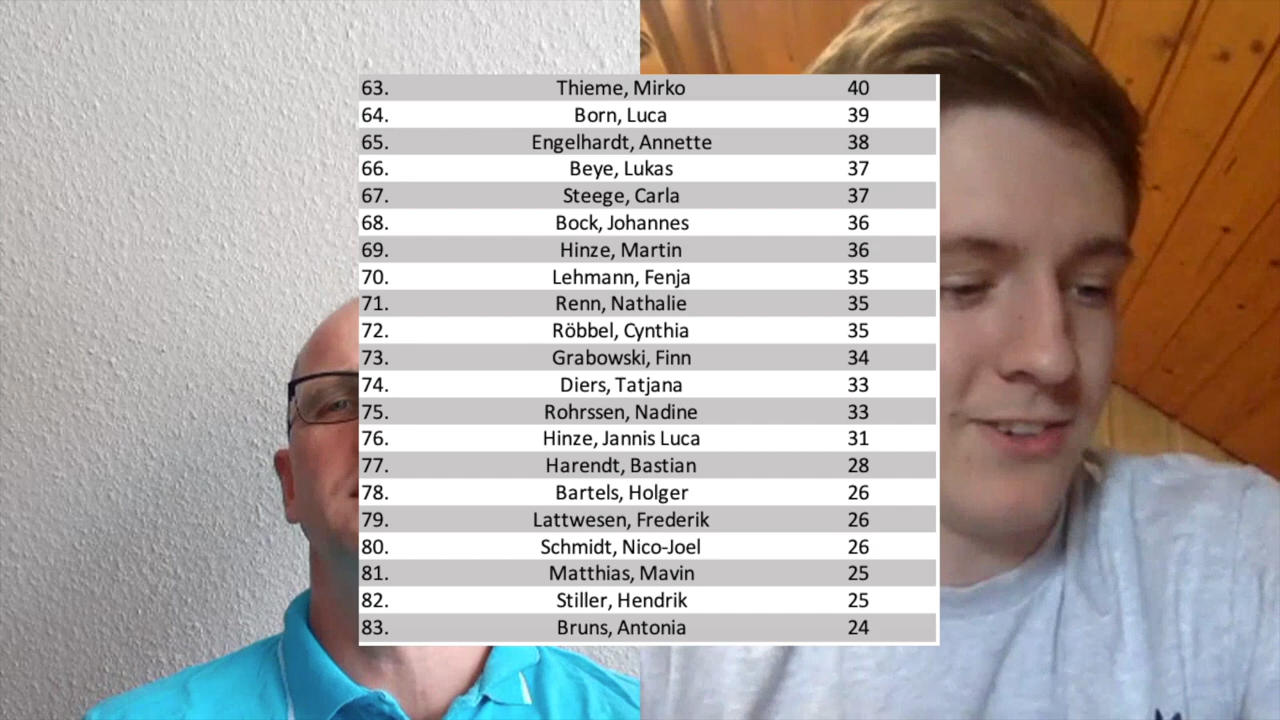 63. Thieme, Mirko 40
64. Born, Luca 39
65. Engelhardt, Annette 38
66. Beye, Lukas 37
67. Steege, Carla 37
68. Bock, Johannes 36
69. Hinze, Martin 36
70. Lehmann, Fenja 35
71. Renn, Nathalie 35
72. Röbbel, Cynthia 35
73. Grabowski, Finn 34
74. Diers, Tatjana 33
75. Rohrssen, Nadine 33
76. Hinze, Jannis Luca 31
77. Harendt, Bastian 28
78. Bartels, Holger 26
79. Lattwesen, Frederik 26
80. Schmidt, Nico-Joel 26
81. Matthias, Mavin 25
82. Stiller, Hendrik 25
83. Bruns, Antonia 24